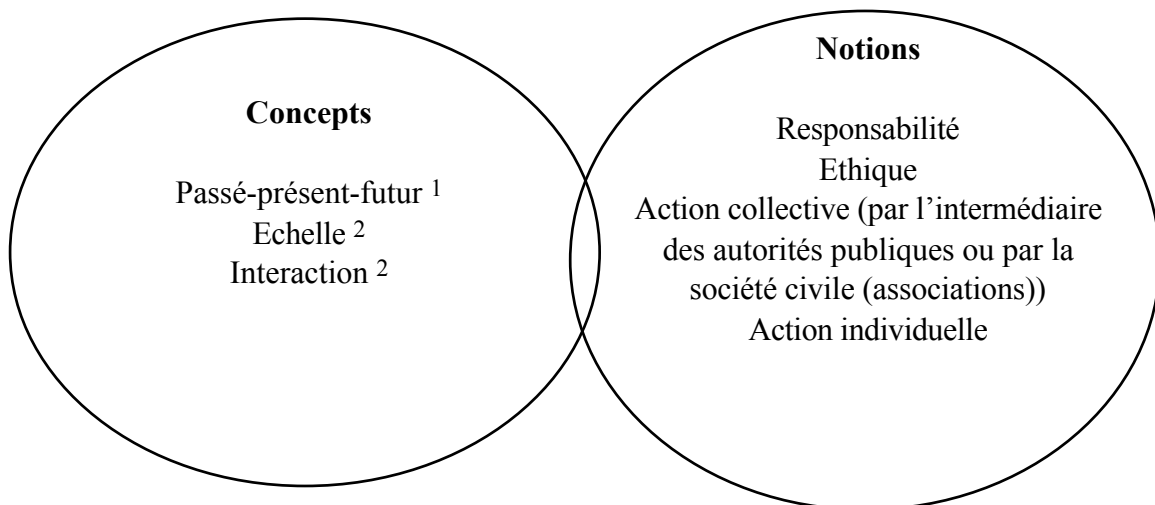 Concepts
Passé-présent-futur 1
Echelle 2
Interaction 2
Notions
Responsabilité
Ethique
Action collective (par l’intermédiaire
des autorités publiques ou par la
société civile (associations))
Action individuelle